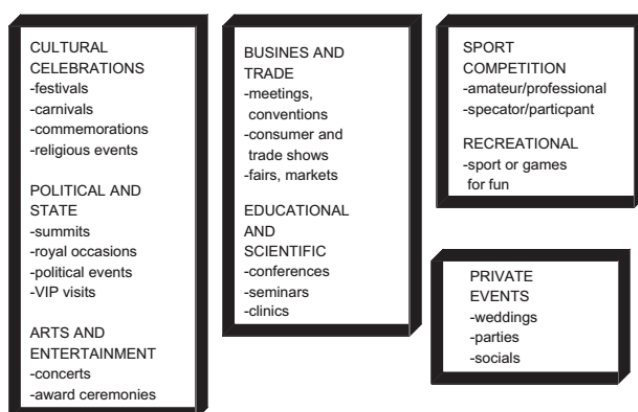 CULTURAL
CELEBRATIONS
-festivals
-carnivals
-commemorations
-religious events
POLITICAL AND
STATE
-summits
-royal occasions
-political events
-VIP visits
ARTS AND
ENTERTAINMENT
-concerts
-award ceremonies
BUSINES AND
TRADE
-meetings,
conventions
-consumer and
trade shows
-fairs, markets
EDUCATIONAL
AND
SCIENTIFIC
-conferences
-seminars
-clinics
SPORT
COMPETITION
-amateur/professional
-specator/particpant
RECREATIONAL
-sport or games
for fun
PRIVATE
EVENTS
-weddings
-parties
-socials